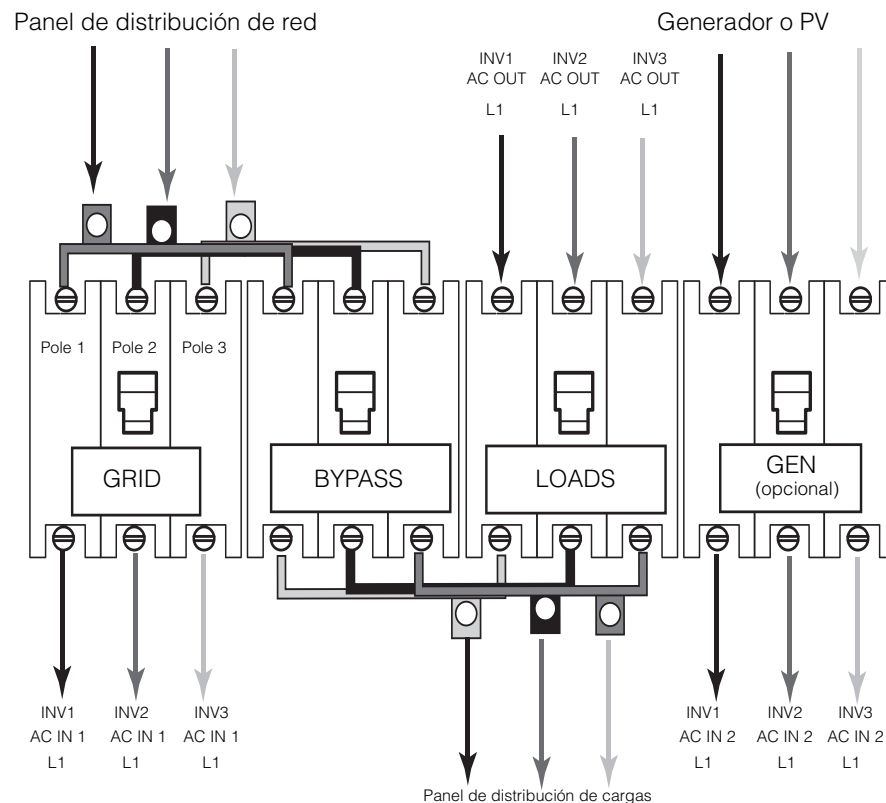 Panel de distribución de red
Generador o PV
INV1 INV2 INV3
AC OUT AC OUT AC OUT
L1 L1 L1
Pole 1 Pole 2 Pole 3
GRID
BYPASS
LOADS
GEN
(opcional)
INV1 INV2 INV3
AC IN 1 AC IN 1 AC IN 1
L1 L1 L1
INV1 INV2 INV3
AC IN 2 AC IN 2 AC IN 2
L1 L1 L1
Panel de distribución de cargas